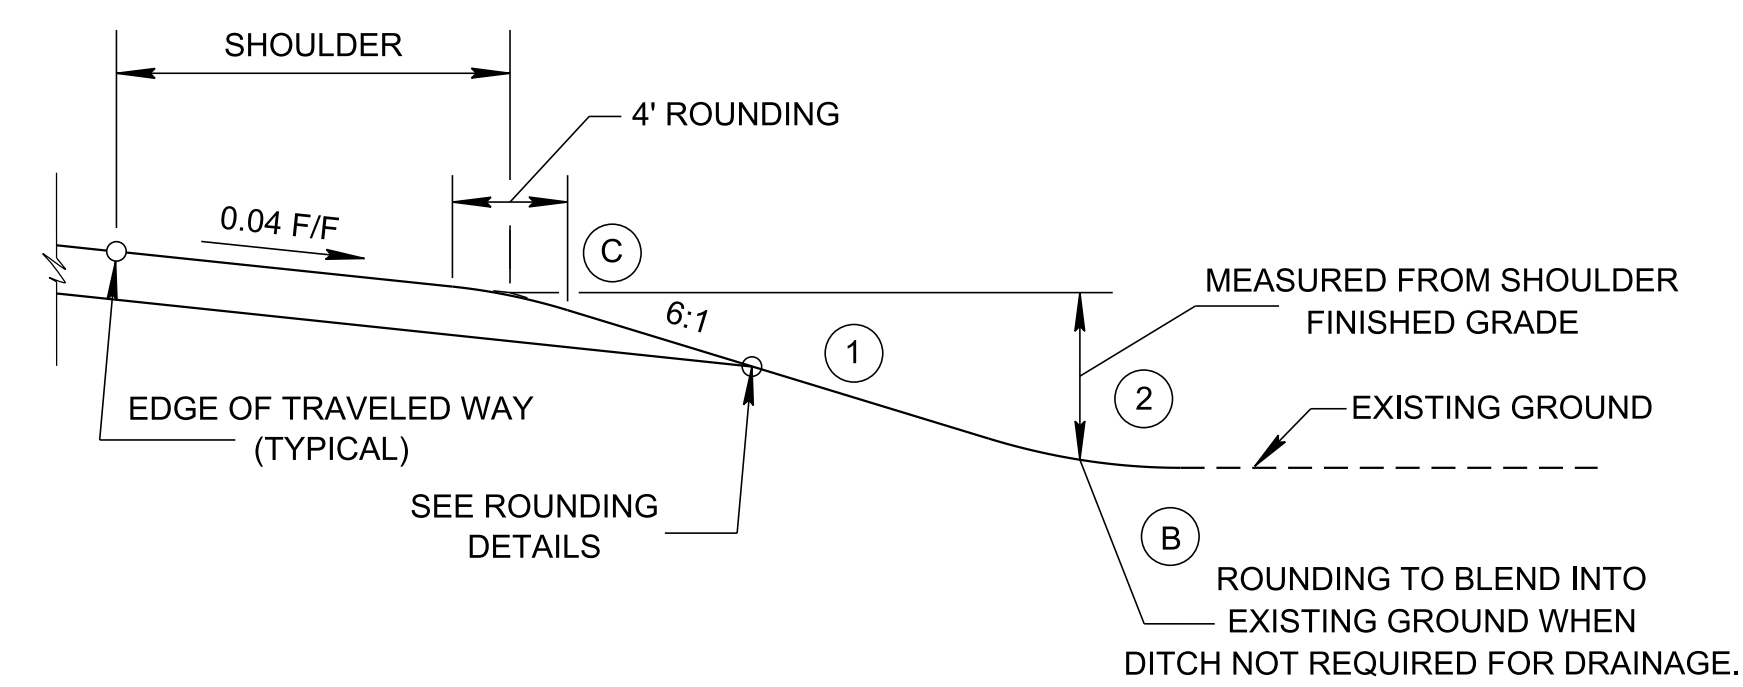 SHOULDER
4' ROUNDING
0.04 F/F
C
MEASURED FROM SHOULDER
FINISHED GRADE
6:1
1
2
EDGE OF TRAVELED WAY
(TYPICAL)
EXISTING GROUND
SEE ROUNDING
DETAILS
B
ROUNDING TO BLEND INTO
EXISTING GROUND WHEN
DITCH NOT REQUIRED FOR DRAINAGE.